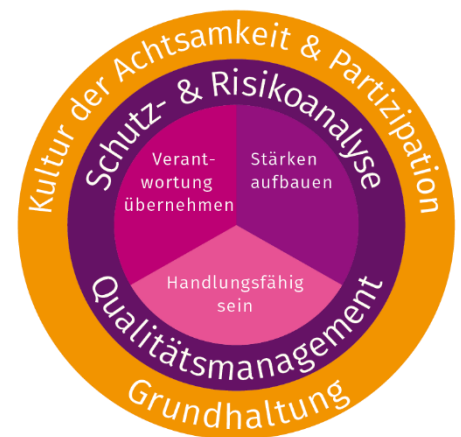 Kultur der Achtsamkeit & Partizipation
Schutz- & Risikoanalyse
Verant-
wortung
übernehmen
Stärken
aufbauen
Handlungsfähig
sein
Qualitätsmanagement
Grundhaltung